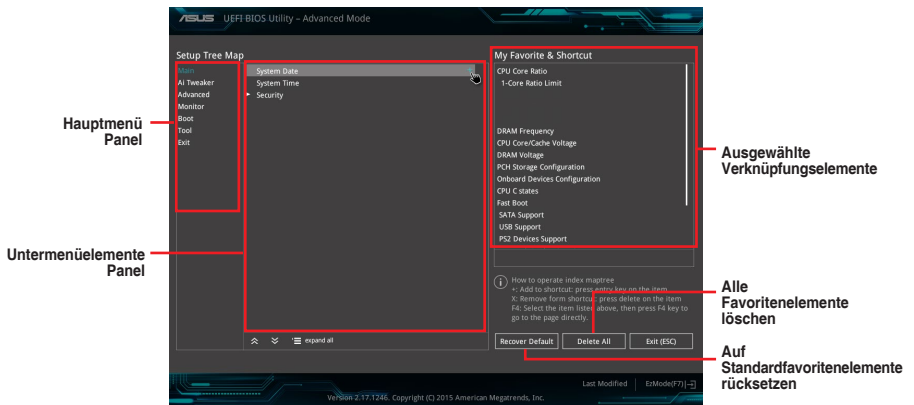 ASUS UEFI BIOS Utility – Advanced Mode
Setup Tree Map
Main
Ai Tweaker
Advanced
Monitor
Boot
Tool
Exit
System Date
System Time
Security
My Favorite & Shortcut
CPU Core Ratio
1-Core Ratio Limit
DRAM Frequency
CPU Core/Cache Voltage
DRAM Voltage
PCH Storage Configuration
Onboard Devices Configuration
CPU C states
Fast Boot
SATA Support
USB Support
PS2 Devices Support
How to operate index maptree
+: Add to shortcut: press entry key on the item
X: Remove form shortcut: press delete on the item
F4: Select the item listed above, then press F4 key to
go to the page directly.
expand all
Recover Default
Delete All
Exit (ESC)
Last Modified
EzMode(F7)
Version 2.17.1246. Copyright (C) 2015 American Megatrends, Inc.
Hauptmenü
Panel
Untermenüelemente
Panel
Ausgewählte
Verknüpfungselemente
Alle
Favoritenelemente
löschen
Auf
Standardfavoritenelemente
rücksetzen